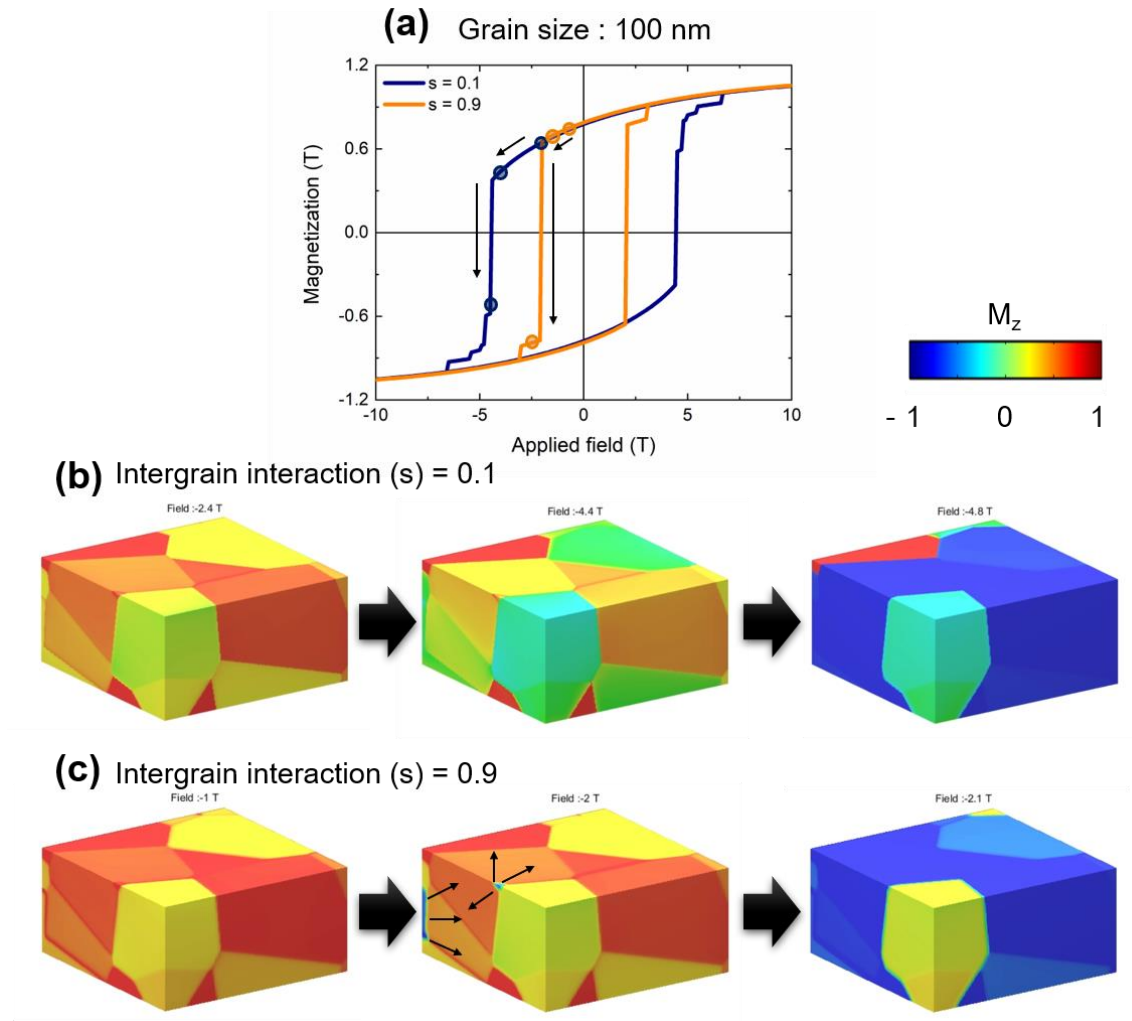 (a) Grain size : 100 nm
s = 0.1
s = 0.9
1.2
0.6
0.0
-0.6
-1.2
-10
-5
0
5
10
Magnetization (T)
Applied field (T)
Mz
- 1
0
1
(b) Intergrain interaction (s) = 0.1
Field :-2.4 T
Field :-4.4 T
Field :-4.8 T
(c) Intergrain interaction (s) = 0.9
Field :-1 T
Field :-2 T
Field :-2.1 T